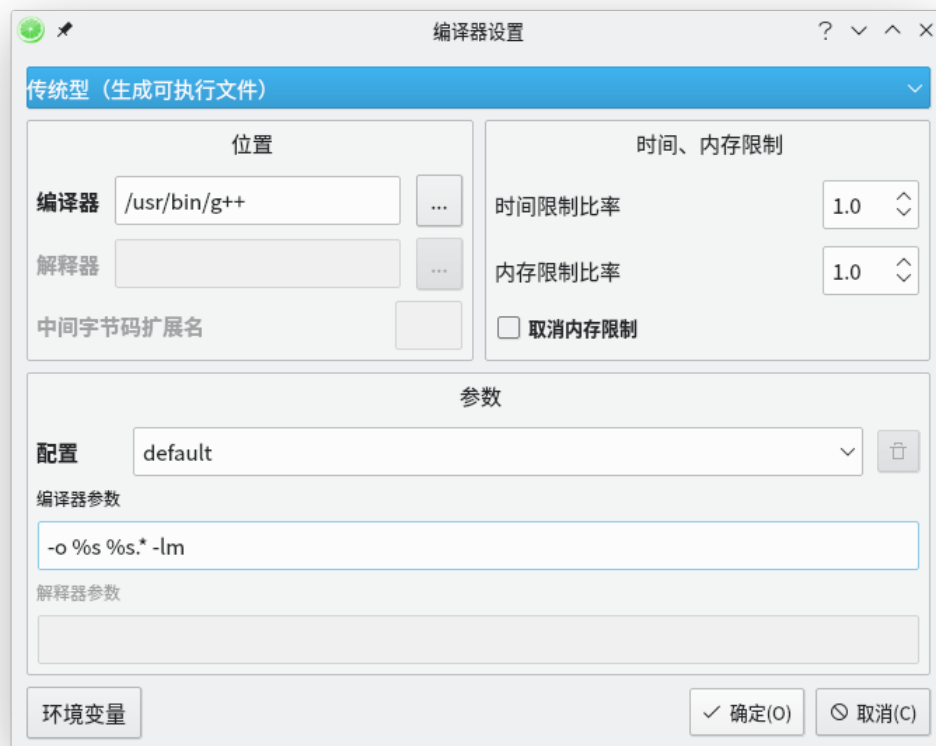 编译器设置
传统型（生成可执行文件）
位置
编译器 /usr/bin/g++ ...
解释器 ...
中间字节码扩展名
时间、内存限制
时间限制比率 1.0
内存限制比率 1.0
取消内存限制
参数
配置 default
编译器参数
-o %s %s.* -lm
解释器参数
环境变量 确定(O) 取消(C)